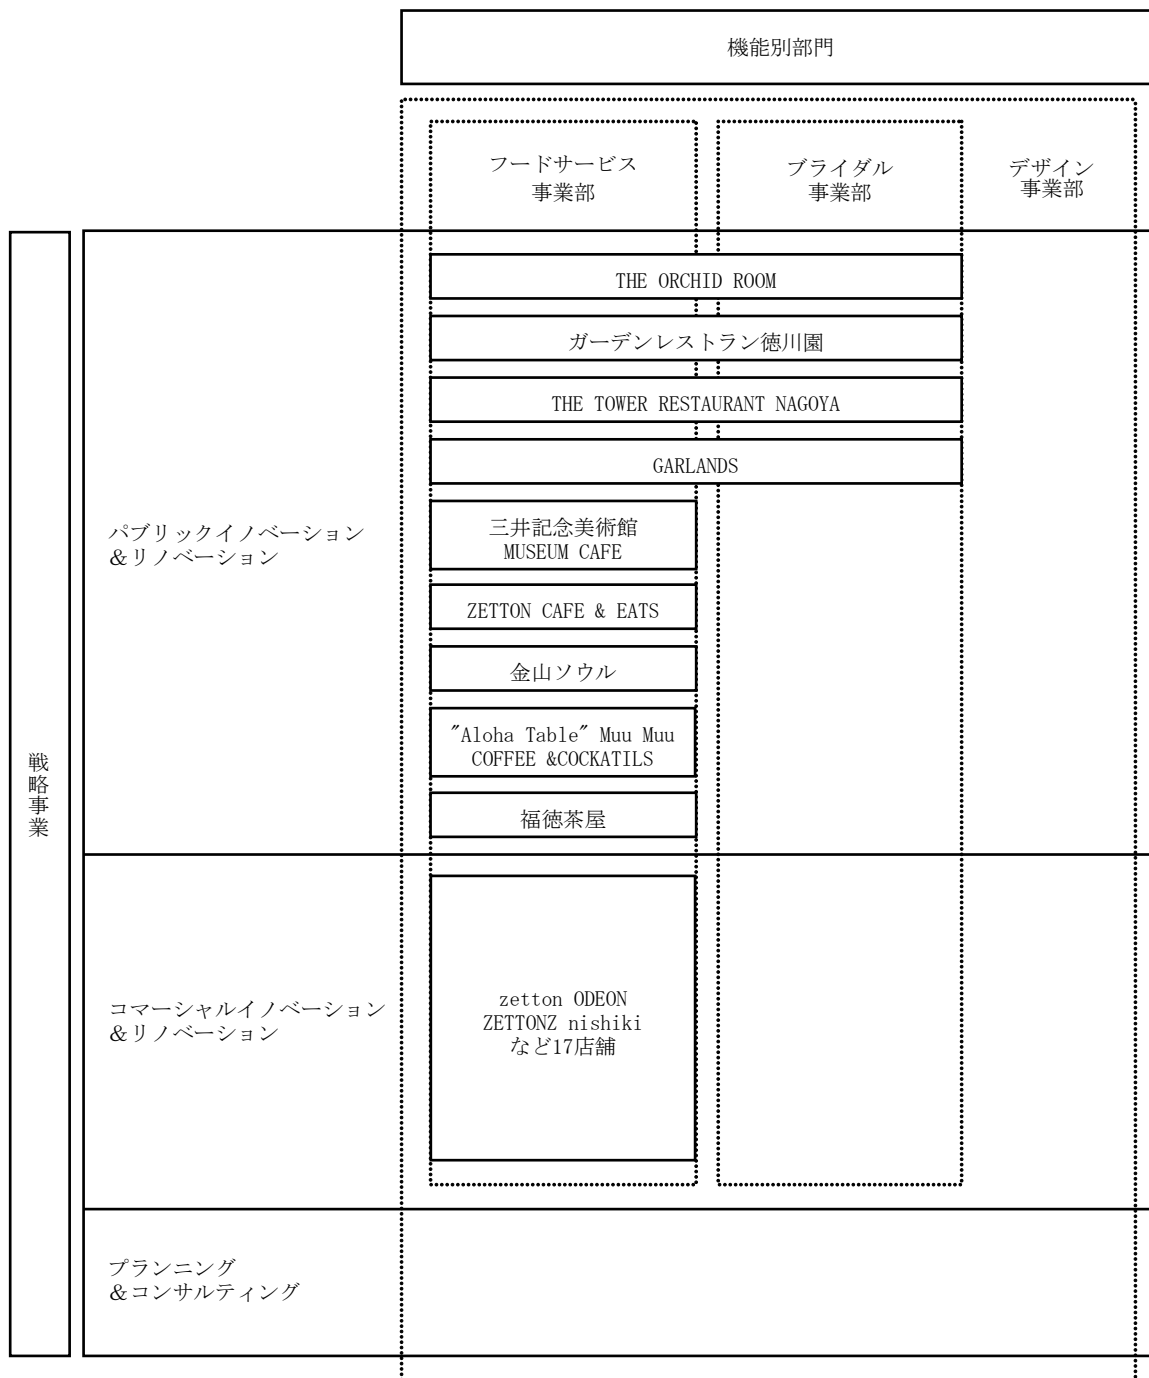 機能別部門
フードサービス
事業部
ブライダル
事業部
デザイン
事業部
戦略事業
パブリックイノベーション
&リノベーション
THE ORCHID ROOM
ガーデンレストラン徳川園
THE TOWER RESTAURANT NAGOYA
GARLANDS
三井記念美術館
MUSEUM CAFE
ZETTON CAFE & EATS
金山ソウル
"Aloha Table" Muu Muu
COFFEE &COCKATILS
福徳茶屋
コマーシャルイノベーション
&リノベーション
zetton ODEON
ZETTONZ nishiki
など17店舗
プランニング
&コンサルティング